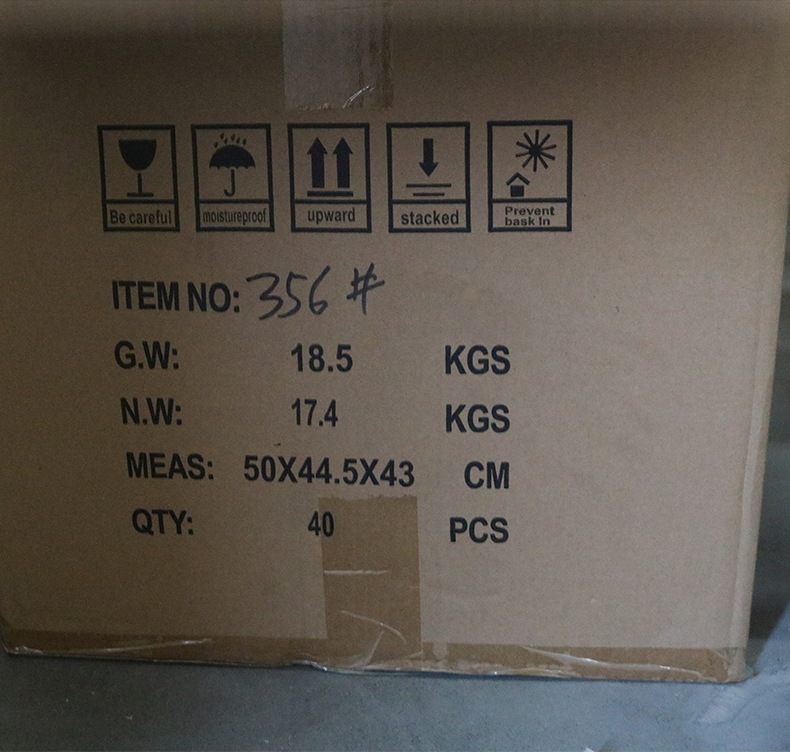 Be careful
moistureproof
upward
stacked
Prevent
bask In
ITEM NO: 356#
G.W: 18.5 KGS
N.W: 17.4 KGS
MEAS: 50X44.5X43 CM
QTY: 40 PCS